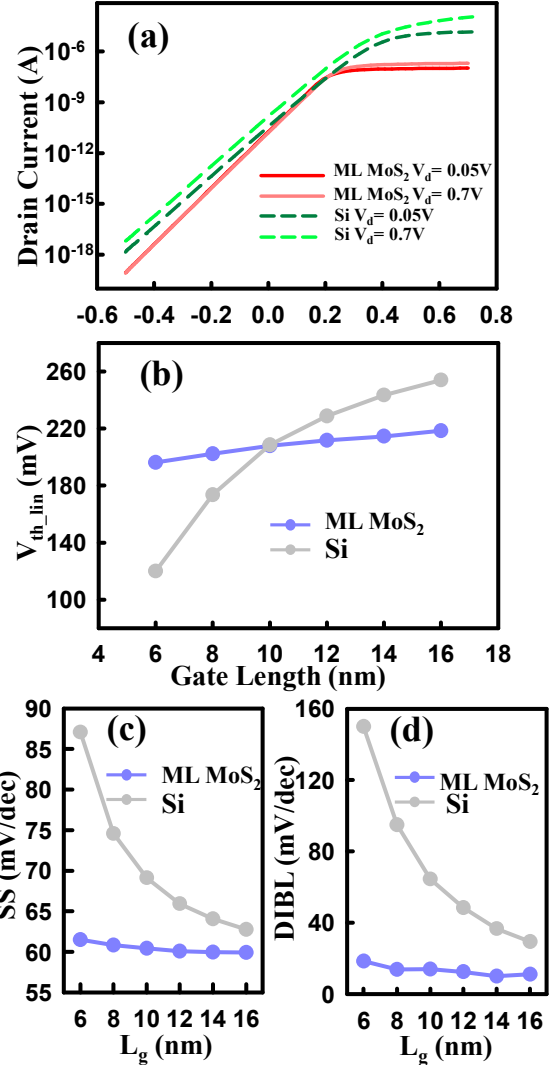 (a)
Drain Current (A)
10-6
10-9
10-12
10-15
10-18
ML MoS2 Vd= 0.05V
ML MoS2 Vd= 0.7V
Si Vd= 0.05V
Si Vd= 0.7V
-0.6 -0.4 -0.2 0.0 0.2 0.4 0.6 0.8
(b)
Vth_lin (mV)
260
220
180
140
100
ML MoS2
Si
4 6 8 10 12 14 16 18
Gate Length (nm)
(c)
SS (mV/dec)
90
85
80
75
70
65
60
55
ML MoS2
Si
6 8 10 12 14 16
Lg (nm)
(d)
DIBL (mV/dec)
160
120
80
40
0
ML MoS2
Si
6 8 10 12 14 16
Lg (nm)